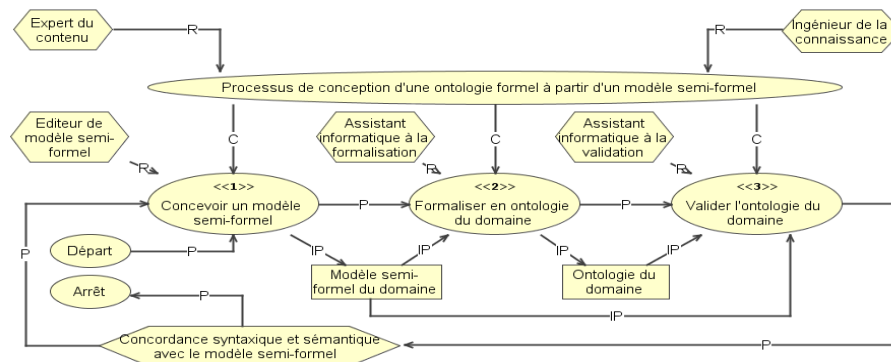 Expert du
contenu
Ingénieur de la
connaissance
R
R
Processus de conception d'une ontologie formel à partir d'un modèle semi-formel
Editeur de
modèle semi-
formel
C
Assistant
informatique à la
formalisation
C
Assistant
informatique à la
validation
C
R
R
R
<<1>>
Concevoir un modèle
semi-formel
P
<<2>>
Formaliser en ontologie
du domaine
P
<<3>>
Valider l'ontologie du
domaine
P
Départ
P
IP
IP
IP
IP
Modèle semi-
formel du domaine
Ontologie du
domaine
Arrêt
P
IP
Concordance syntaxique et sémantique
avec le modèle semi-formel
P